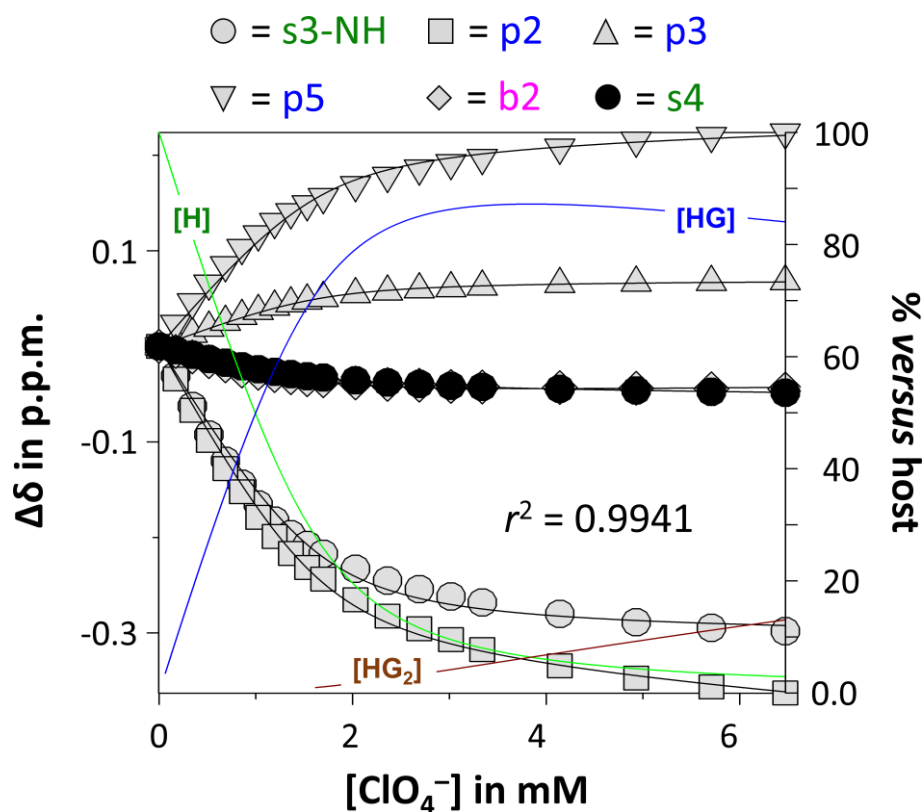 = s3-NH = p2 = p3
= p5 = b2 = s4
100
[H]
[HG]
0.1
80
60
-0.1
40
r² = 0.9941
20
-0.3
[HG₂]
0.0
0 2 4 6
[ClO₄⁻] in mM
Δδ in p.p.m.
% versus host